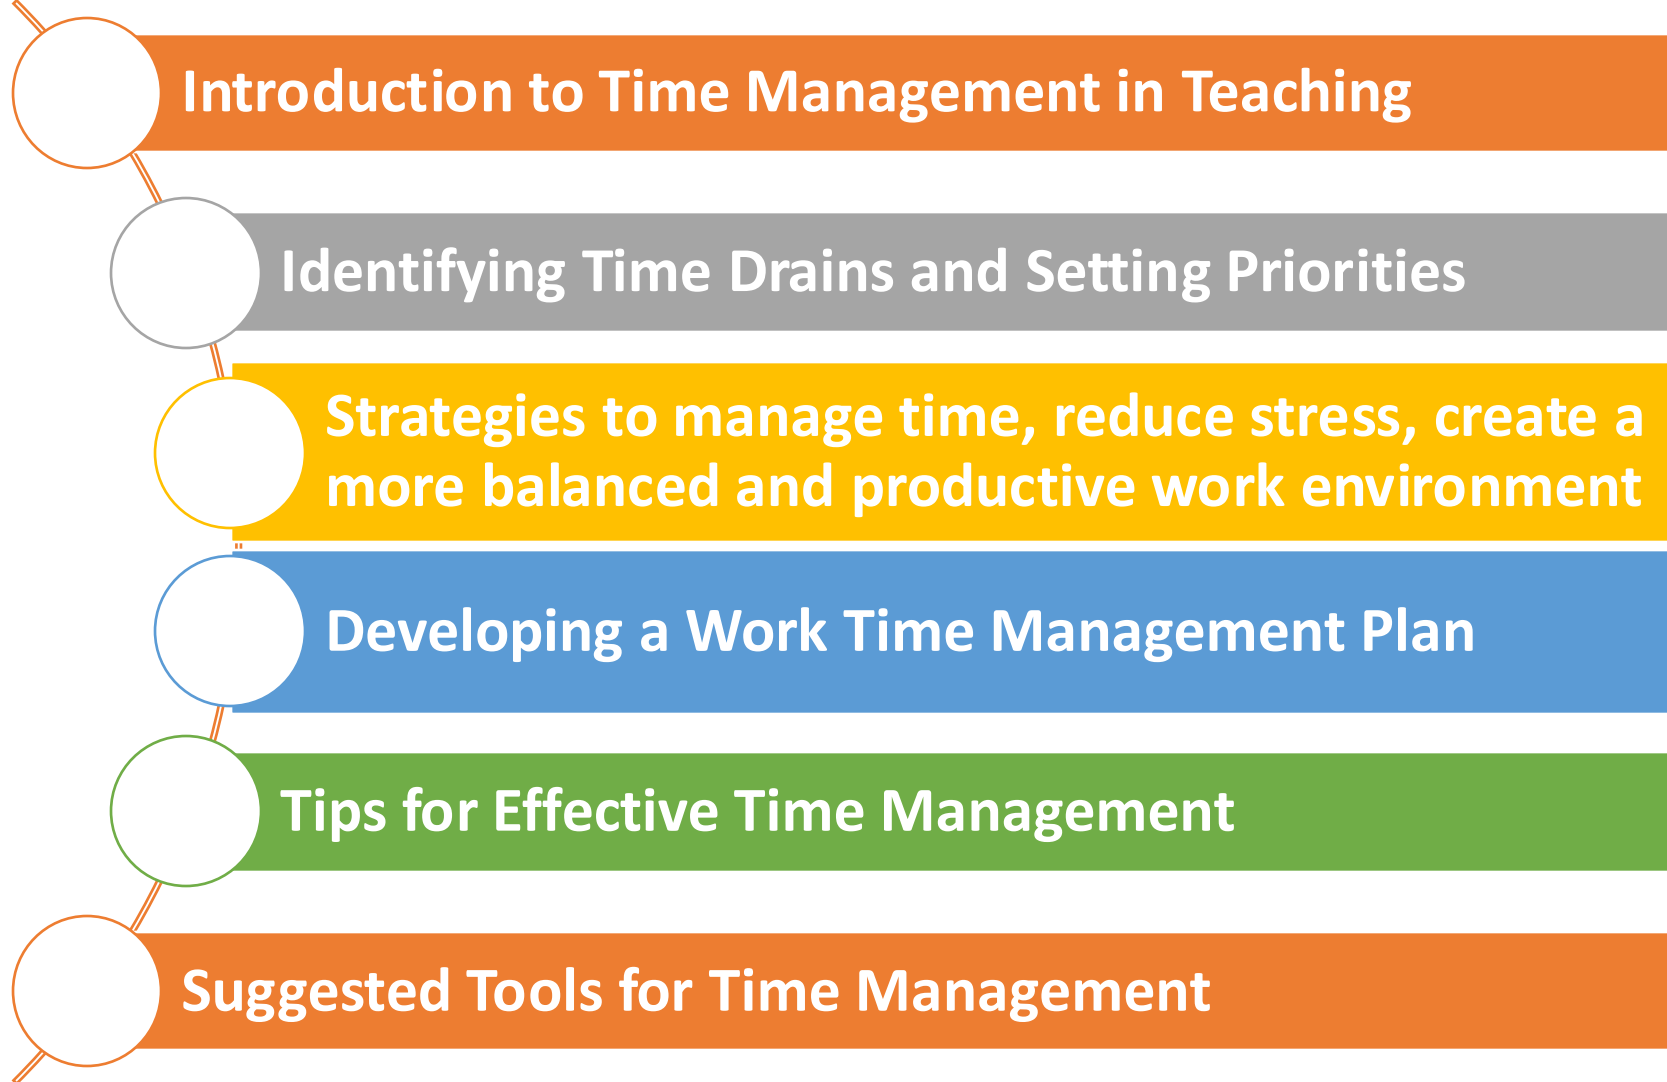 Introduction to Time Management in Teaching
Identifying Time Drains and Setting Priorities
Strategies to manage time, reduce stress, create a
more balanced and productive work environment
Developing a Work Time Management Plan
Tips for Effective Time Management
Suggested Tools for Time Management